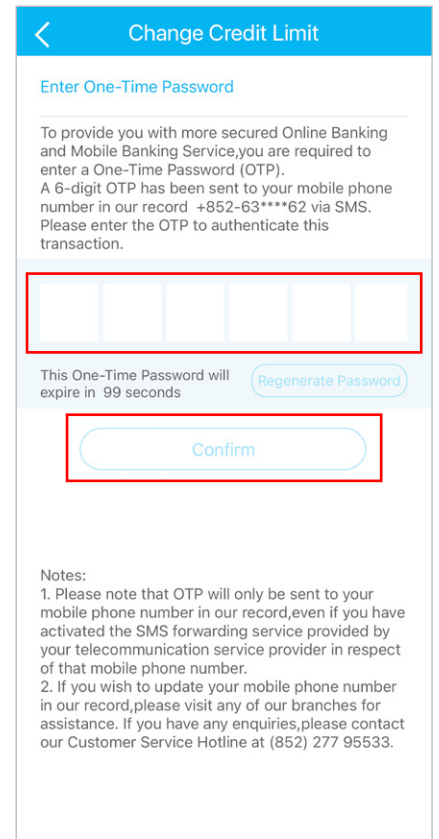 Change Credit Limit
Enter One-Time Password
To provide you with more secured Online Banking
and Mobile Banking Service,you are required to
enter a One-Time Password (OTP).
A 6-digit OTP has been sent to your mobile phone
number in our record +852-63****62 via SMS.
Please enter the OTP to authenticate this
transaction.
This One-Time Password will
expire in 99 seconds
Regenerate Password
Confirm
Notes:
1. Please note that OTP will only be sent to your
mobile phone number in our record,even if you have
activated the SMS forwarding service provided by
your telecommunication service provider in respect
of that mobile phone number.
2. If you wish to update your mobile phone number
in our record,please visit any of our branches for
assistance. If you have any enquiries,please contact
our Customer Service Hotline at (852) 277 95533.